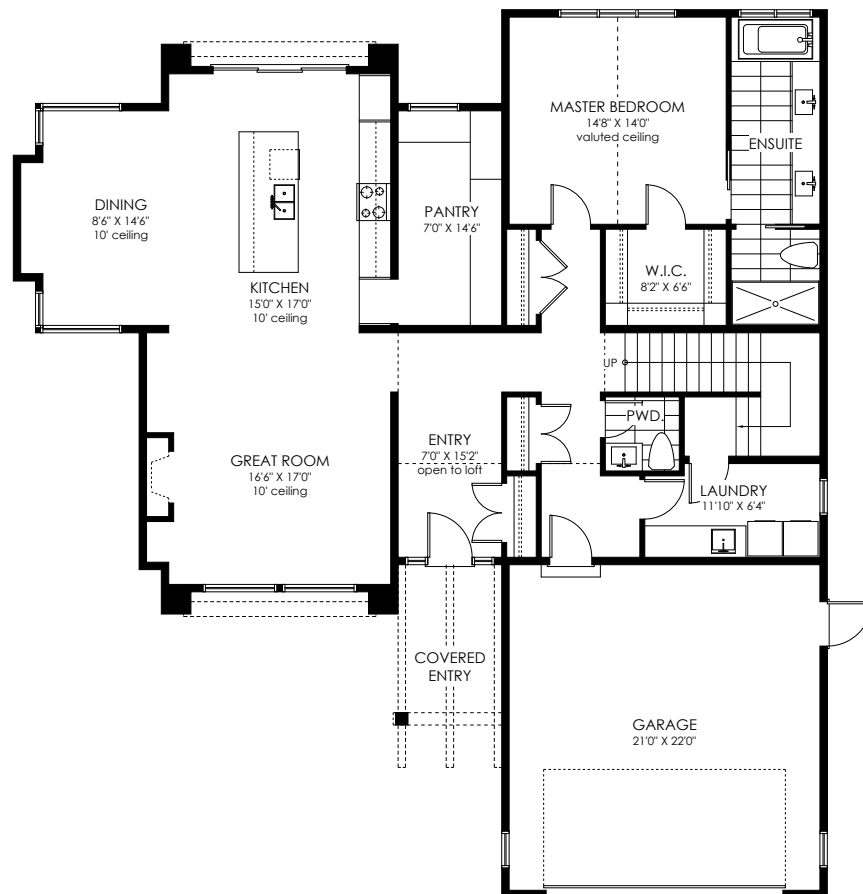 MASTER BEDROOM
14'8" X 14'0"
valuted ceiling
ENSUITE
DINING
8'6" X 14'6"
10' ceiling
PANTRY
7'0" X 14'6"
KITCHEN
15'0" X 17'0"
10' ceiling
W.I.C.
8'2" X 6'6"
UP
PWD.
ENTRY
7'0" X 15'2"
open to loft
GREAT ROOM
16'6" X 17'0"
10' ceiling
LAUNDRY
11'10" X 6'4"
COVERED
ENTRY
GARAGE
21'0" X 22'0"